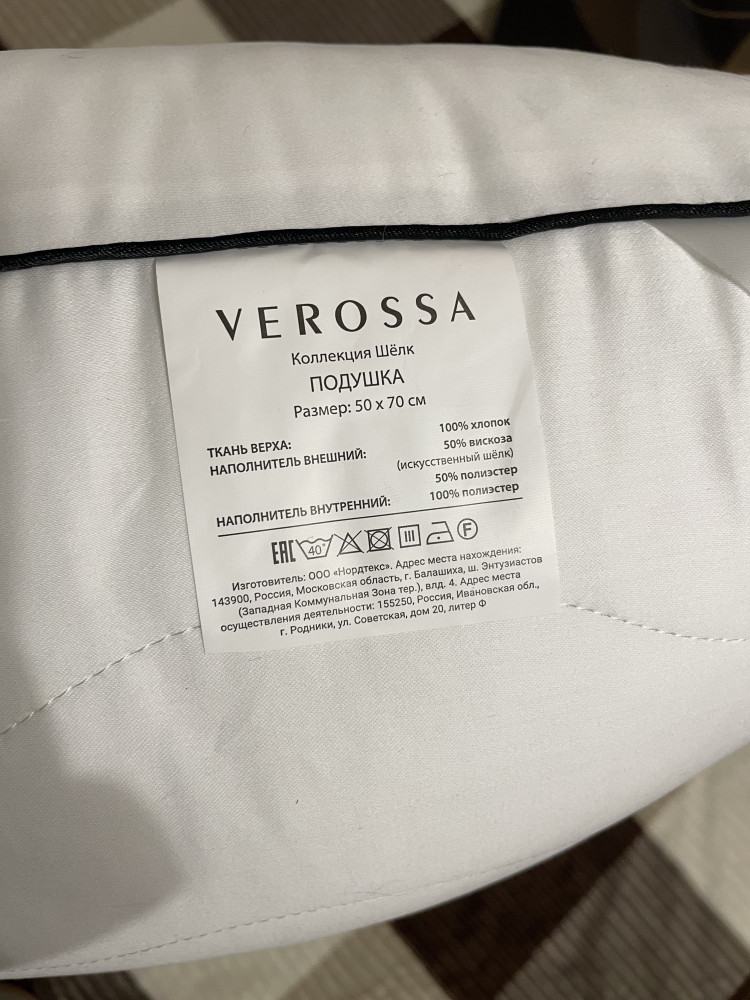 VEROSSA
Коллекция Шёлк
ПОДУШКА
Размер: 50 x 70 см
ТКАНЬ ВЕРХА: 100% хлопок
НАПОЛНИТЕЛЬ ВНЕШНИЙ: 50% вискоза
(искусственный шёлк)
50% полиэстер
НАПОЛНИТЕЛЬ ВНУТРЕННИЙ: 100% полиэстер
EAC 40° III F
Изготовитель: ООО «Нордтекс». Адрес места нахождения:
143900, Россия, Московская область, г. Балашиха, ш. Энтузиастов
(Западная Коммунальная Зона тер.), влд. 4. Адрес места
осуществления деятельности: 155250, Россия, Ивановская обл.,
г. Родники, ул. Советская, дом 20, литер Ф